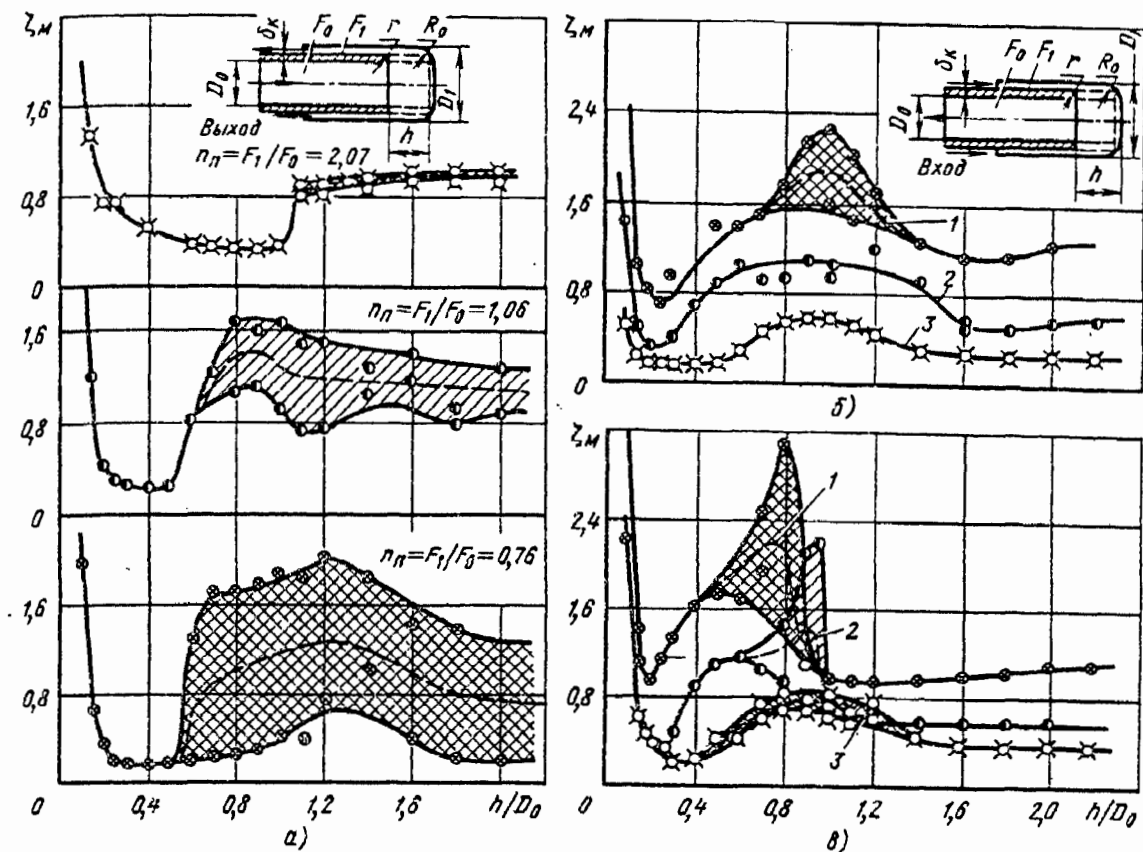 ζм
δк
F₀
F₁
r
R₀
D₀
D₁
Выход
h
nп=F₁/F₀=2,07
1,6
0,8
0
nп=F₁/F₀=1,06
1,6
0,8
0
nп=F₁/F₀=0,76
1,6
0,8
0
0,4
0,8
1,2
1,6
h/D₀
а)
ζм
δк
F₀
F₁
r
R₀
D₀
Вход
h
2,4
1,6
0,8
0
1
2
3
б)
ζм
2,4
1,6
0,8
0
1
2
3
0,4
0,8
1,2
1,6
2,0
h/D₀
в)